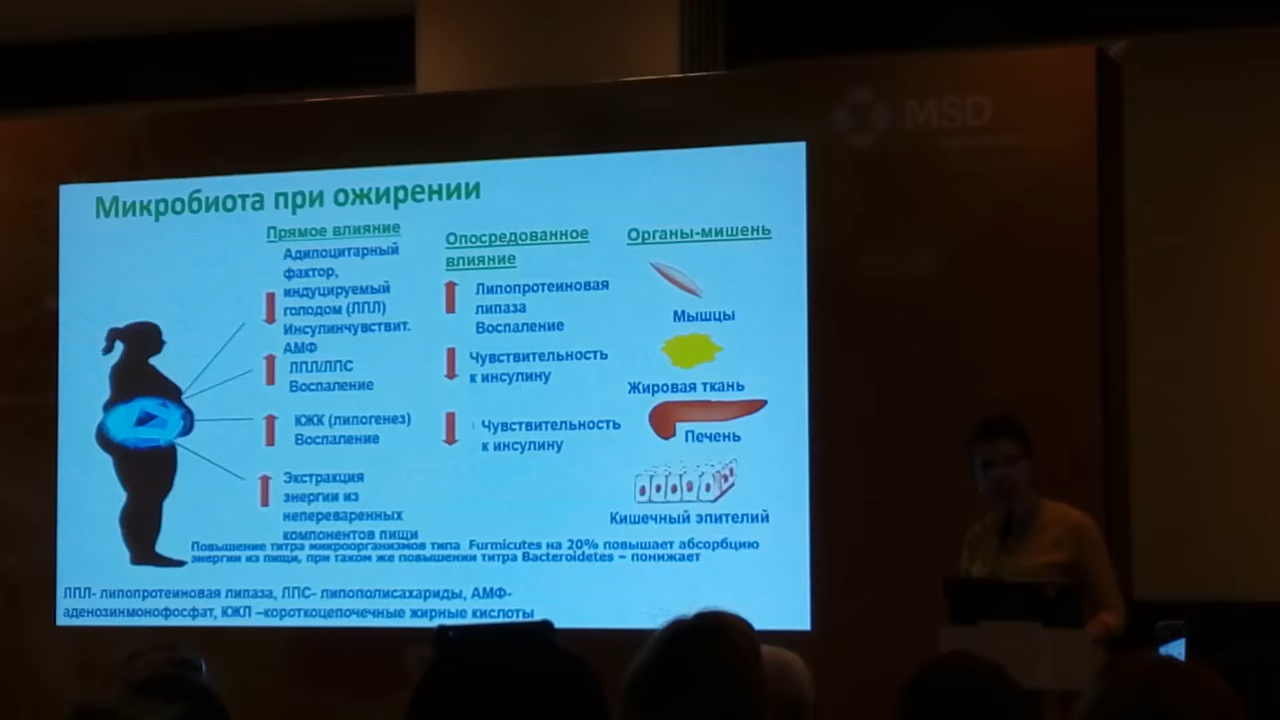 MSD
Микробиота при ожирении
Прямое влияние
Адипоцитарный
фактор,
индуцируемый
голодом (ЛПЛ)
Инсулинчувствит.
АМФ
ЛПЛ/ЛПС
Воспаление
КЖК (липогенез)
Воспаление
Экстракция
энергии из
непереваренных
компонентов пищи
Опосредованное
влияние
Липопротеиновая
липаза
Воспаление
Чувствительность
к инсулину
Чувствительность
к инсулину
Органы-мишень
Мышцы
Жировая ткань
Печень
Кишечный эпителий
Повышение титра микроорганизмов типа Furmicutes на 20% повышает абсорбцию
энергии из пищи, при таком же повышении титра Bacteroidetes – понижает
ЛПЛ- липопротеиновая липаза, ЛПС- липополисахариды, АМФ-
аденозинмонофосфат, КЖЛ –короткоцепочечные жирные кислоты